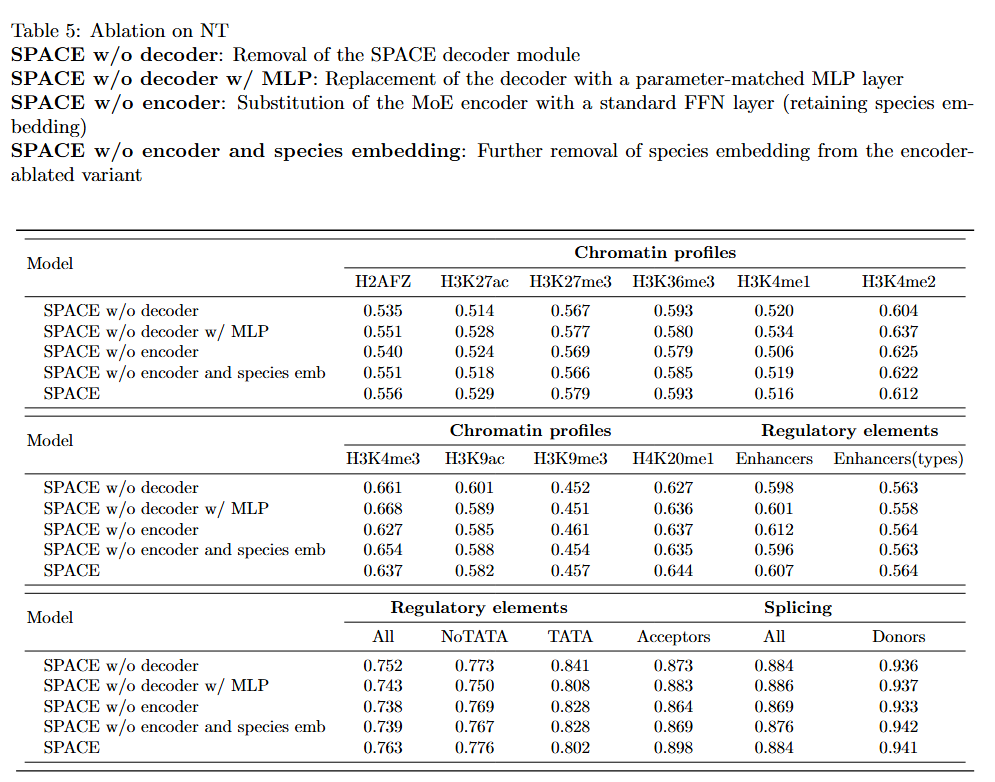 Table 5: Ablation on NT
SPACE w/o decoder: Removal of the SPACE decoder module
SPACE w/o decoder w/ MLP: Replacement of the decoder with a parameter-matched MLP layer
SPACE w/o encoder: Substitution of the MoE encoder with a standard FFN layer (retaining species em-
bedding)
SPACE w/o encoder and species embedding: Further removal of species embedding from the encoder-
ablated variant
Model Chromatin profiles
H2AFZ H3K27ac H3K27me3 H3K36me3 H3K4me1 H3K4me2
SPACE w/o decoder 0.535 0.514 0.567 0.593 0.520 0.604
SPACE w/o decoder w/ MLP 0.551 0.528 0.577 0.580 0.534 0.637
SPACE w/o encoder 0.540 0.524 0.569 0.579 0.506 0.625
SPACE w/o encoder and species emb 0.551 0.518 0.566 0.585 0.519 0.622
SPACE 0.556 0.529 0.579 0.593 0.516 0.612
Model Chromatin profiles Regulatory elements
H3K4me3 H3K9ac H3K9me3 H4K20me1 Enhancers Enhancers(types)
SPACE w/o decoder 0.661 0.601 0.452 0.627 0.598 0.563
SPACE w/o decoder w/ MLP 0.668 0.589 0.451 0.636 0.601 0.558
SPACE w/o encoder 0.627 0.585 0.461 0.637 0.612 0.564
SPACE w/o encoder and species emb 0.654 0.588 0.454 0.635 0.596 0.563
SPACE 0.637 0.582 0.457 0.644 0.607 0.564
Model Regulatory elements Splicing
All NoTATA TATA Acceptors All Donors
SPACE w/o decoder 0.752 0.773 0.841 0.873 0.884 0.936
SPACE w/o decoder w/ MLP 0.743 0.750 0.808 0.883 0.886 0.937
SPACE w/o encoder 0.738 0.769 0.828 0.864 0.869 0.933
SPACE w/o encoder and species emb 0.739 0.767 0.828 0.869 0.876 0.942
SPACE 0.763 0.776 0.802 0.898 0.884 0.941